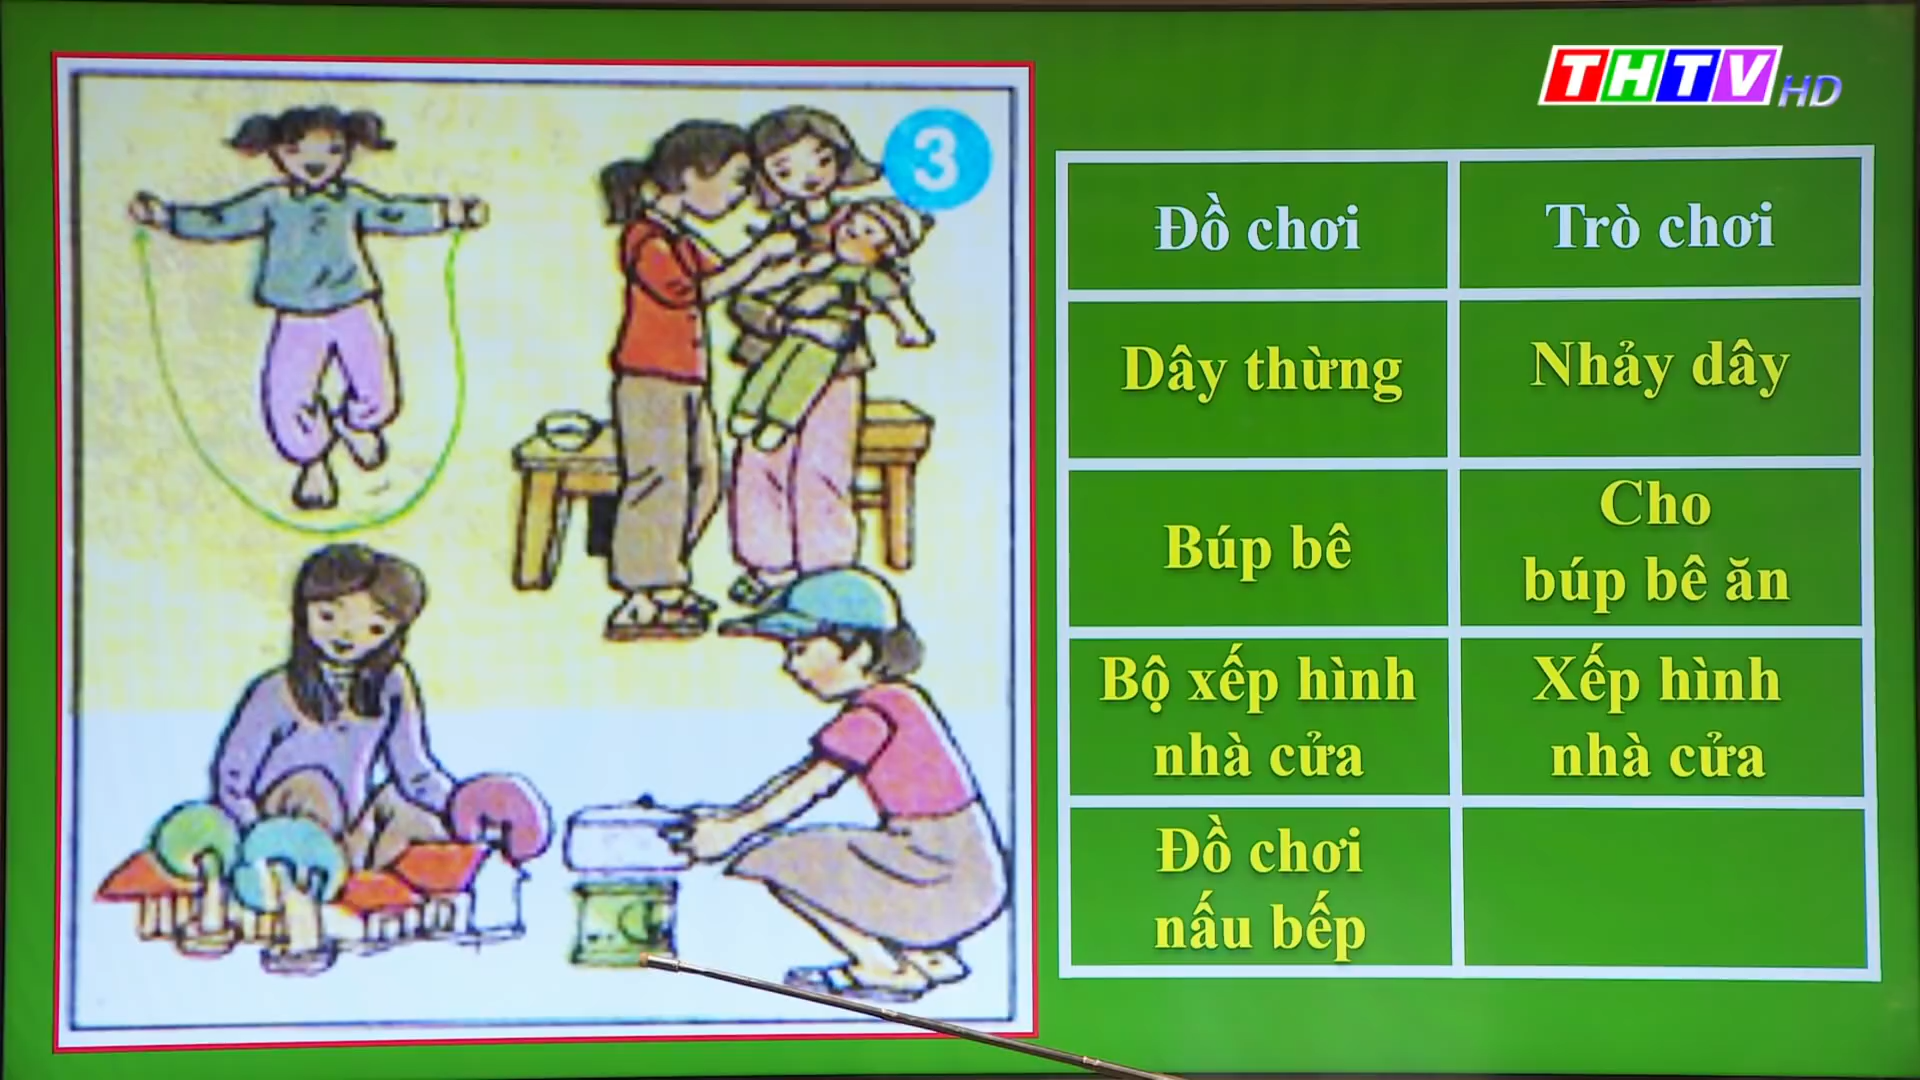 THTV HD
3
Đồ chơi
Trò chơi
Dây thừng
Nhảy dây
Búp bê
Cho
búp bê ăn
Bộ xếp hình
nhà cửa
Xếp hình
nhà cửa
Đồ chơi
nấu bếp